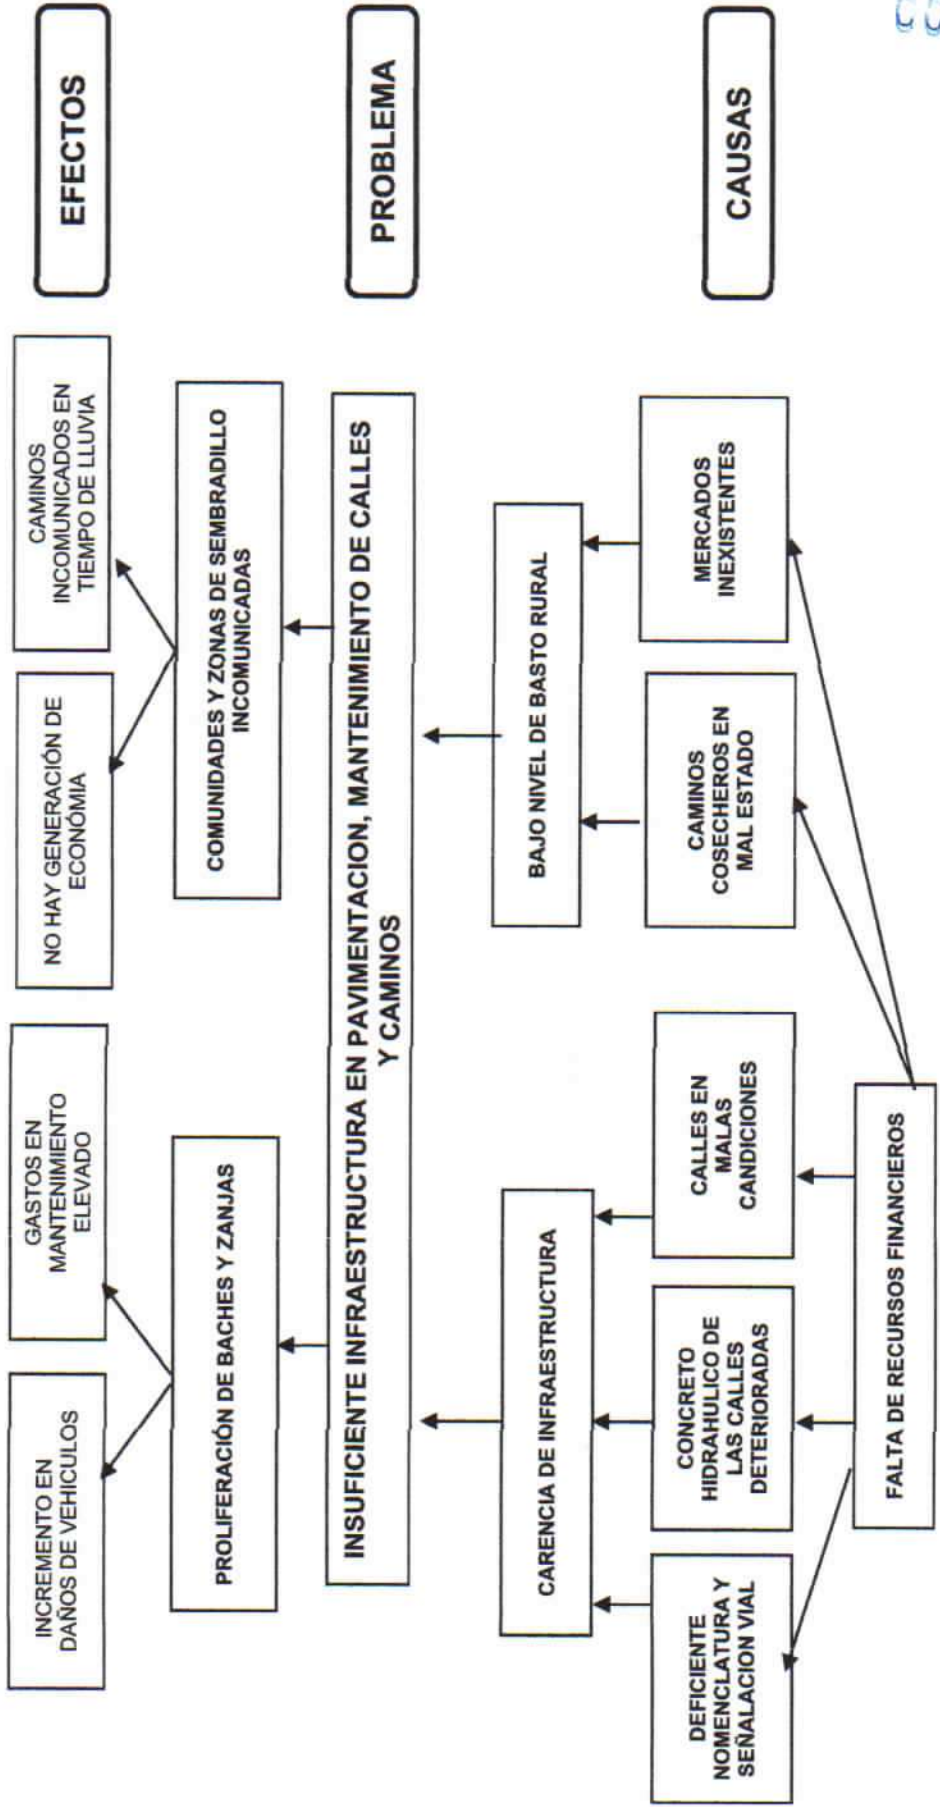 INCREMENTO EN
DAÑOS DE VEHICULOS
GASTOS EN
MANTENIMIENTO
ELEVADO
NO HAY GENERACIÓN DE
ECONÓMIA
CAMINOS
INCOMUNICADOS EN
TIEMPO DE LLUVIA
EFECTOS
PROLIFERACIÓN DE BACHES Y ZANJAS
COMUNIDADES Y ZONAS DE SEMBRADILLO
INCOMUNICADAS
INSUFICIENTE INFRAESTRUCTURA EN PAVIMENTACION, MANTENIMIENTO DE CALLES
Y CAMINOS
PROBLEMA
CARENCIA DE INFRAESTRUCTURA
BAJO NIVEL DE BASTO RURAL
DEFICIENTE
NOMENCLATURA Y
SEÑALACION VIAL
CONCRETO
HIDRAHULICO DE
LAS CALLES
DETERIORADAS
CALLES EN
MALAS
CANDICIONES
CAMINOS
COSECHEROS EN
MAL ESTADO
MERCADOS
INEXISTENTES
CAUSAS
FALTA DE RECURSOS FINANCIEROS